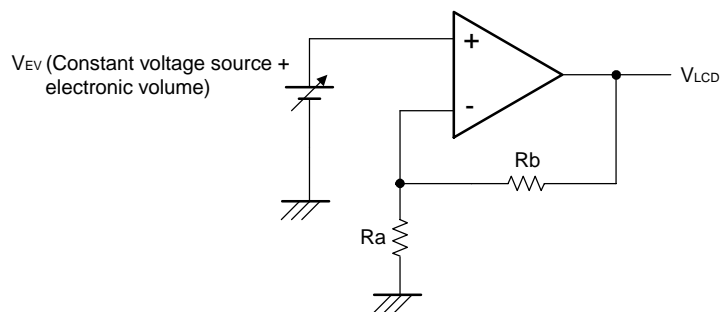 VEV (Constant voltage source +
electronic volume)
+
-
VLCD
Rb
Ra